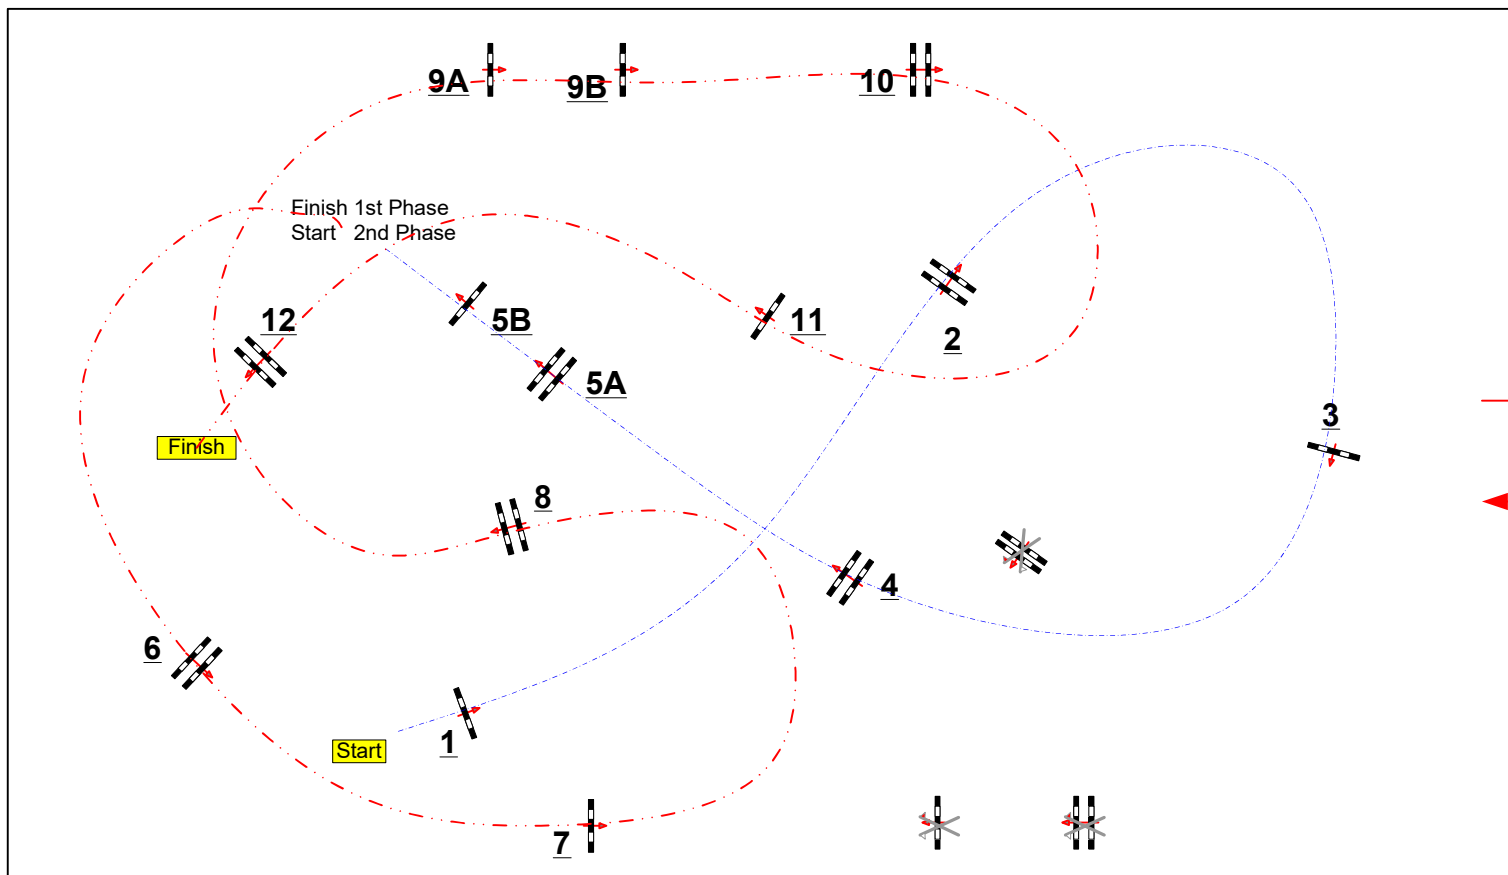 9A
9B
10
Finish 1st Phase
Start 2nd Phase
12
5B
11
2
5A
3
Finish
8
4
6
1
Start
7